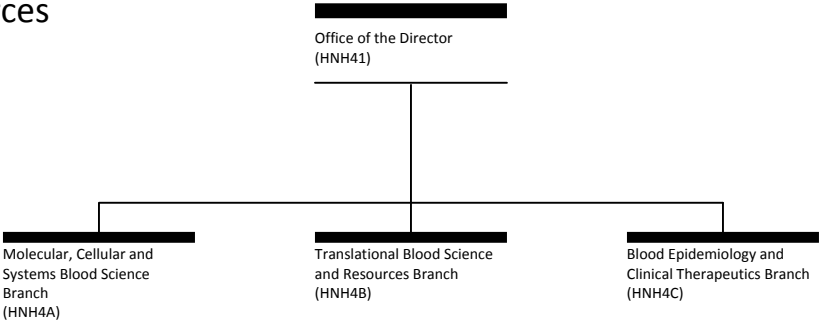 Office of the Director
(HNH41)
Molecular, Cellular and
Systems Blood Science
Branch
(HNH4A)
Translational Blood Science
and Resources Branch
(HNH4B)
Blood Epidemiology and
Clinical Therapeutics Branch
(HNH4C)